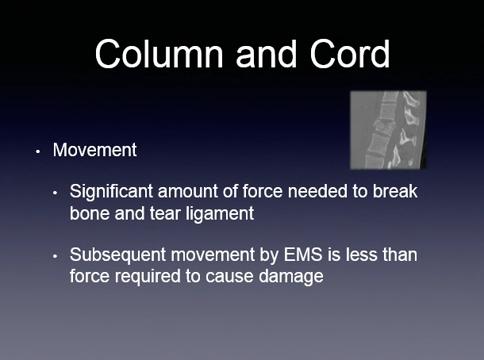 Column and Cord
• Movement
• Significant amount of force needed to break
bone and tear ligament
• Subsequent movement by EMS is less than
force required to cause damage